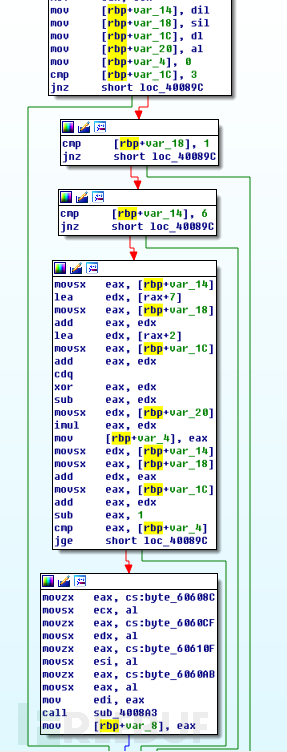 mov [rbp+var_14], dil
mov [rbp+var_18], sil
mov [rbp+var_1C], dl
mov [rbp+var_20], al
mov [rbp+var_4], 0
cmp [rbp+var_1C], 3
jnz short loc_40089C
cmp [rbp+var_18], 1
jnz short loc_40089C
cmp [rbp+var_14], 6
jnz short loc_40089C
movsx eax, [rbp+var_14]
lea edx, [rax+7]
movsx eax, [rbp+var_18]
add eax, edx
lea edx, [rax+2]
movsx eax, [rbp+var_1C]
add eax, edx
cdq
xor eax, edx
sub eax, edx
movsx edx, [rbp+var_20]
imul eax, edx
mov [rbp+var_4], eax
movsx edx, [rbp+var_14]
movsx eax, [rbp+var_18]
add edx, eax
movsx eax, [rbp+var_1C]
add eax, edx
sub eax, 1
cmp eax, [rbp+var_4]
jge short loc_40089C
movzx eax, cs:byte_60608C
movsx ecx, al
movzx eax, cs:byte_6060CF
movsx edx, al
movzx eax, cs:byte_60610F
movsx esi, al
movzx eax, cs:byte_6060AB
movsx eax, al
mov edi, eax
call sub_4008A3
mov [rbp+var_8], eax